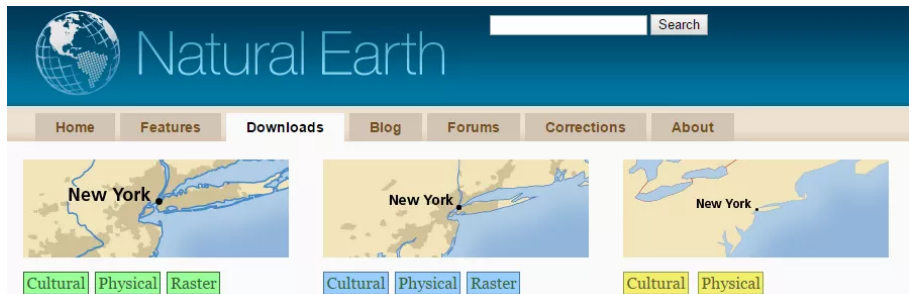 Search
Natural Earth
Home Features Downloads Blog Forums Corrections About
New York New York New York
Cultural Physical Raster Cultural Physical Raster Cultural Physical